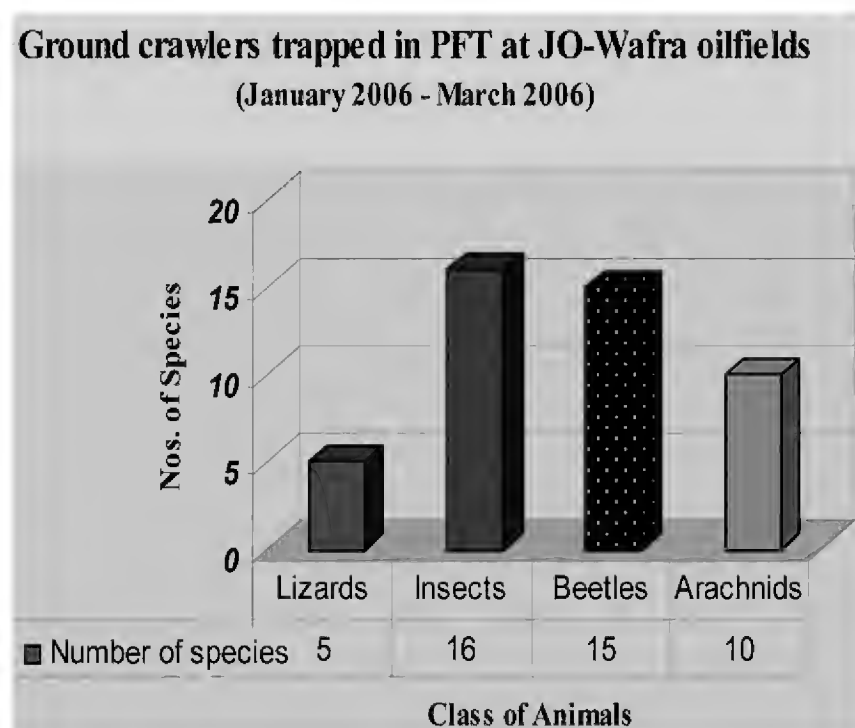 Ground crawlers trapped in PFT at JO-Wafra oilfields
(January 2006 - March 2006)
Nos. of Species
20
15
10
5
0
Lizards Insects Beetles Arachnids
Number of species 5 16 15 10
Class of Animals